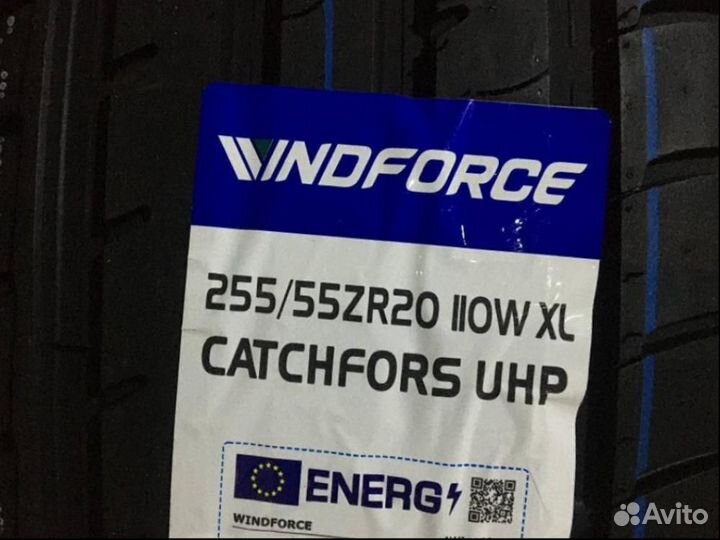 WINDFORCE
255/55ZR20 110W XL
CATCHFORS UHP
ENERG
WINDFORCE
Avito